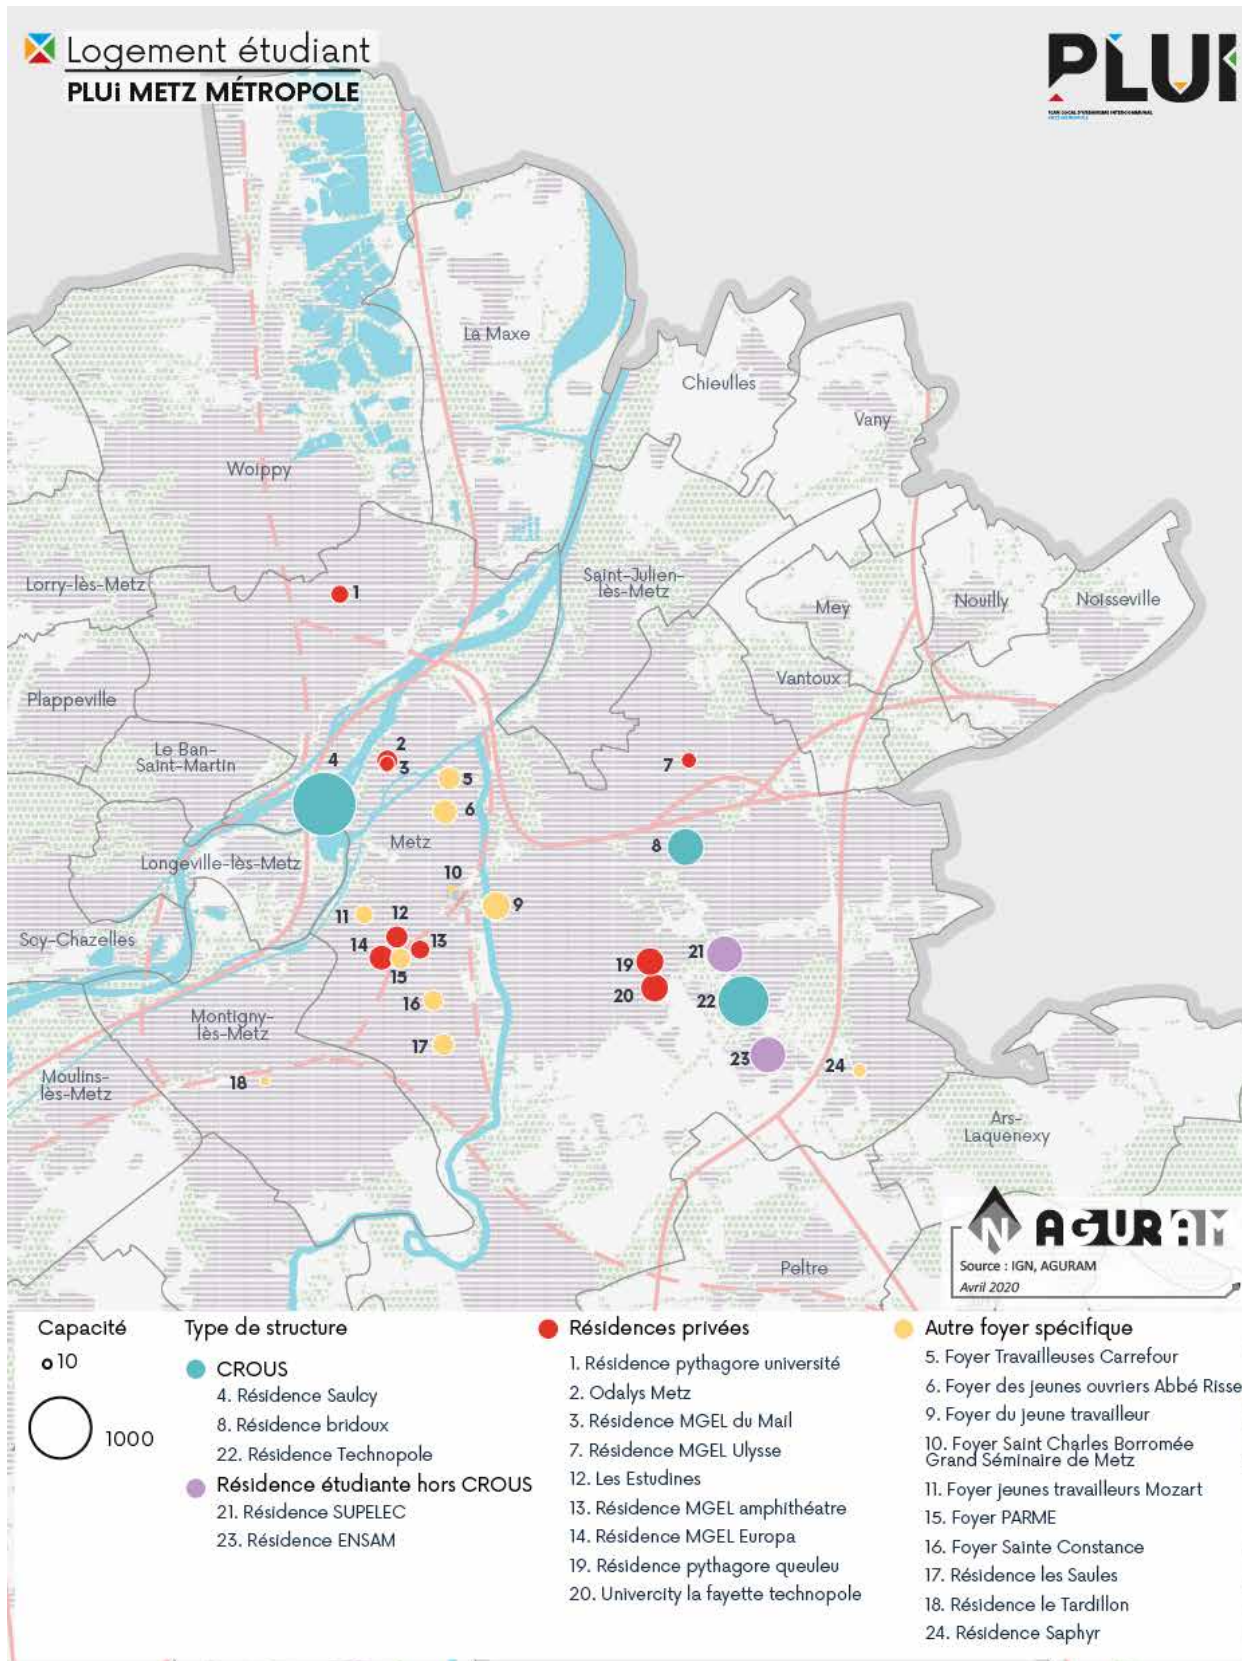 Logement étudiant
PLUi METZ MÉTROPOLE
PLUi
La Maxe
Chieulles
Vany
Woippy
Lorry-lès-Metz
Saint-Julien-
lès-Metz
Mey
Nouilly
Noisseville
1
Plappeville
Vantoux
Le Ban-
Saint-Martin
2
4
3
7
5
6
Metz
8
Longeville-lès-Metz
10
9
11
12
Scy-Chazelles
14
13
21
19
15
20
22
16
Montigny-
lès-Metz
17
23
24
18
Moulins-
lès-Metz
Ars-
Laquenexy
Peltre
N
AGURAM
Source : IGN, AGURAM
Avril 2020
Capacité
10
1000
Type de structure
CROUS
4. Résidence Saulcy
8. Résidence bridoux
22. Résidence Technopole
Résidence étudiante hors CROUS
21. Résidence SUPELEC
23. Résidence ENSAM
Résidences privées
1. Résidence pythagore université
2. Odalys Metz
3. Résidence MGEL du Mail
7. Résidence MGEL Ulysse
12. Les Estudines
13. Résidence MGEL amphithéatre
14. Résidence MGEL Europa
19. Résidence pythagore queuleu
20. Univercity la fayette technopole
Autre foyer spécifique
5. Foyer Travailleuses Carrefour
6. Foyer des jeunes ouvriers Abbé Risse
9. Foyer du jeune travailleur
10. Foyer Saint Charles Borromée
Grand Séminaire de Metz
11. Foyer jeunes travailleurs Mozart
15. Foyer PARME
16. Foyer Sainte Constance
17. Résidence les Saules
18. Résidence le Tardillon
24. Résidence Saphyr